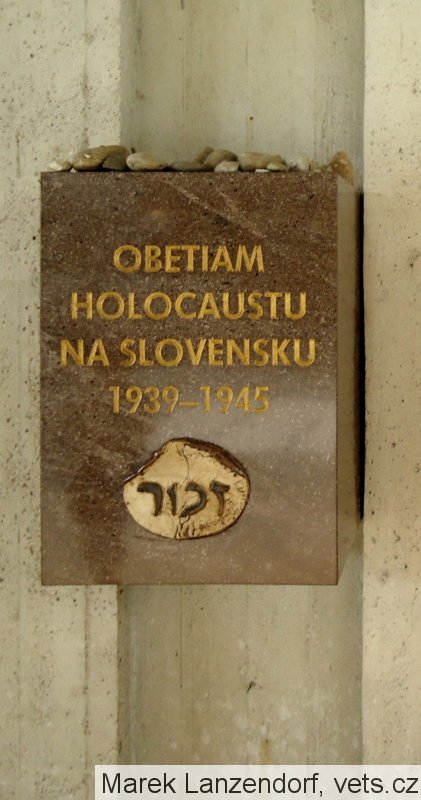 OBETIAM
HOLOCAUSTU
NA SLOVENSKU
1939–1945
זכור
Marek Lanzendorf, vets.cz